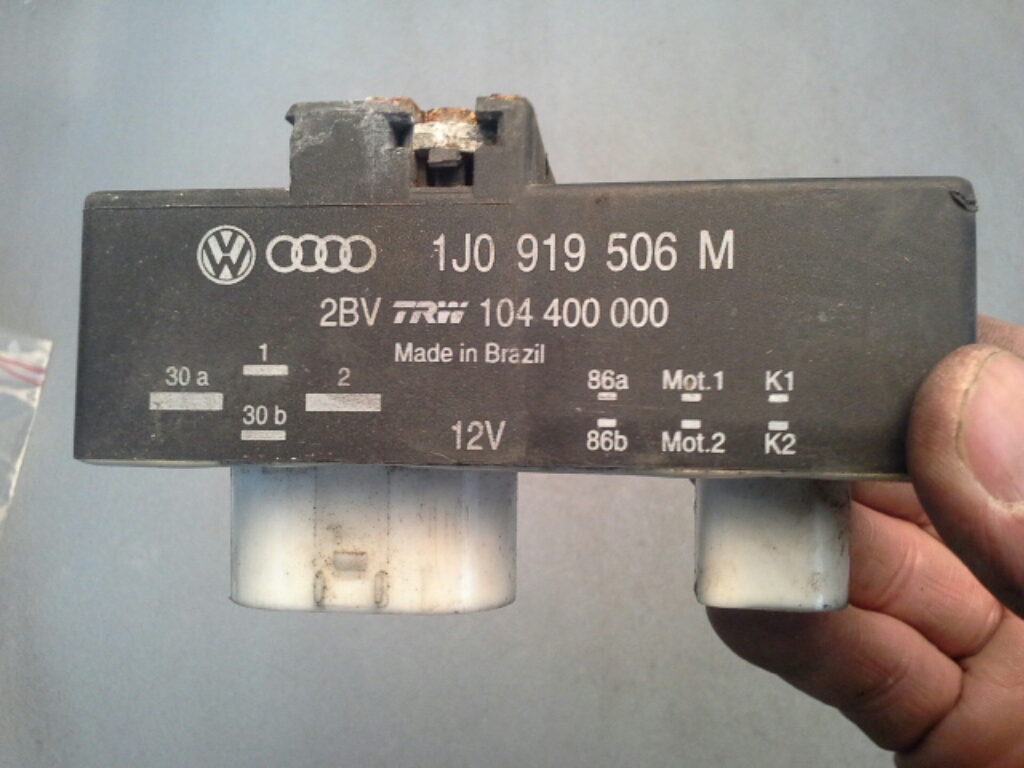 VW 1J0 919 506 M
2BV TRW 104 400 000
Made in Brazil
1
30 a 2
30 b
12V
86a Mot.1 K1
86b Mot.2 K2